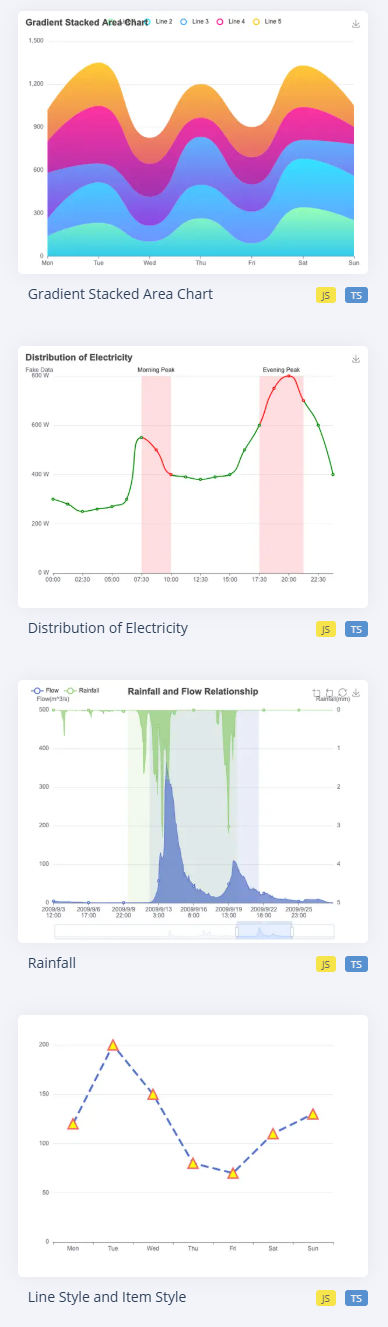 Gradient Stacked Area Chart Line 2 Line 3 Line 4 Line 5
1,500
1,200
900
600
300
0
Mon Tue Wed Thu Fri Sat Sun
Gradient Stacked Area Chart JS TS
Distribution of Electricity
Fake Data Morning Peak Evening Peak
800 W
600 W
400 W
200 W
0 W
00:00 02:30 05:00 07:30 10:00 12:30 15:00 17:30 20:00 22:30
Distribution of Electricity JS TS
Flow Rainfall Rainfall and Flow Relationship
Flow(m^3/s) Rainfall(mm)
500 0
400 1
300 2
200 3
100 4
0 5
2009/9/3 2009/9/6 2009/9/9 2009/9/13 2009/9/16 2009/9/19 2009/9/22 2009/9/25
12:00 17:00 22:00 3:00 8:00 13:00 18:00 23:00
Rainfall JS TS
200
150
100
50
0
Mon Tue Wed Thu Fri Sat Sun
Line Style and Item Style JS TS